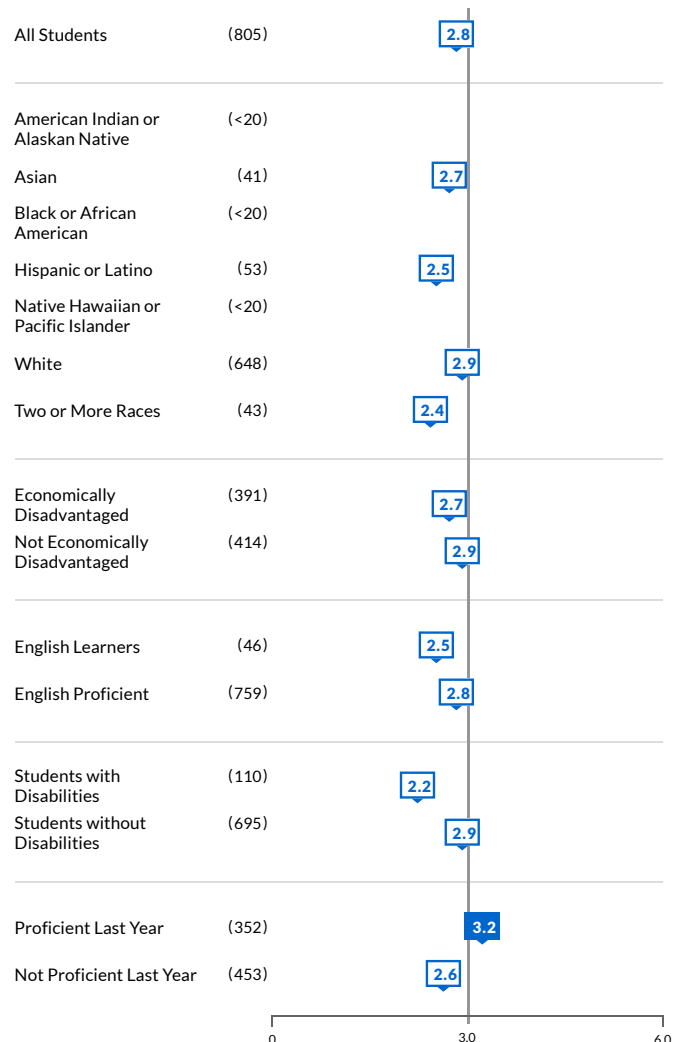 All Students (805) 2.8
American Indian or (<20)
Alaskan Native
Asian (41) 2.7
Black or African (<20)
American
Hispanic or Latino (53) 2.5
Native Hawaiian or (<20)
Pacific Islander
White (648) 2.9
Two or More Races (43) 2.4
Economically (391) 2.7
Disadvantaged
Not Economically (414) 2.9
Disadvantaged
English Learners (46) 2.5
English Proficient (759) 2.8
Students with (110) 2.2
Disabilities
Students without (695) 2.9
Disabilities
Proficient Last Year (352) 3.2
Not Proficient Last Year (453) 2.6
0 3.0 6.0